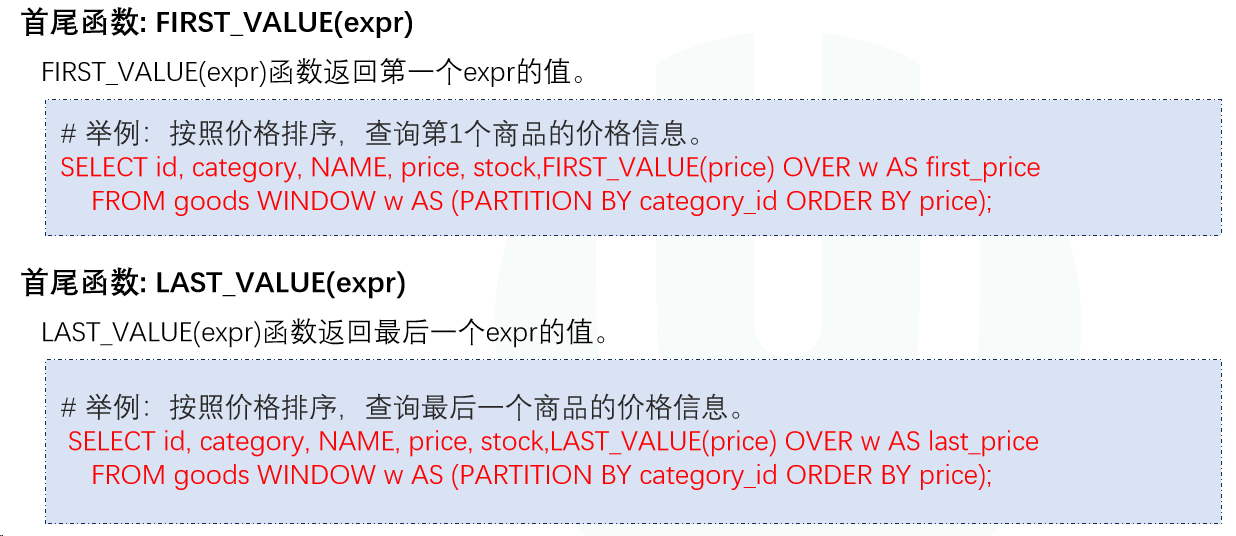 首尾函数: FIRST_VALUE(expr)
FIRST_VALUE(expr)函数返回第一个expr的值。
# 举例：按照价格排序，查询第1个商品的价格信息。
SELECT id, category, NAME, price, stock,FIRST_VALUE(price) OVER w AS first_price
FROM goods WINDOW w AS (PARTITION BY category_id ORDER BY price);
首尾函数: LAST_VALUE(expr)
LAST_VALUE(expr)函数返回最后一个expr的值。
# 举例：按照价格排序，查询最后一个商品的价格信息。
SELECT id, category, NAME, price, stock,LAST_VALUE(price) OVER w AS last_price
FROM goods WINDOW w AS (PARTITION BY category_id ORDER BY price);